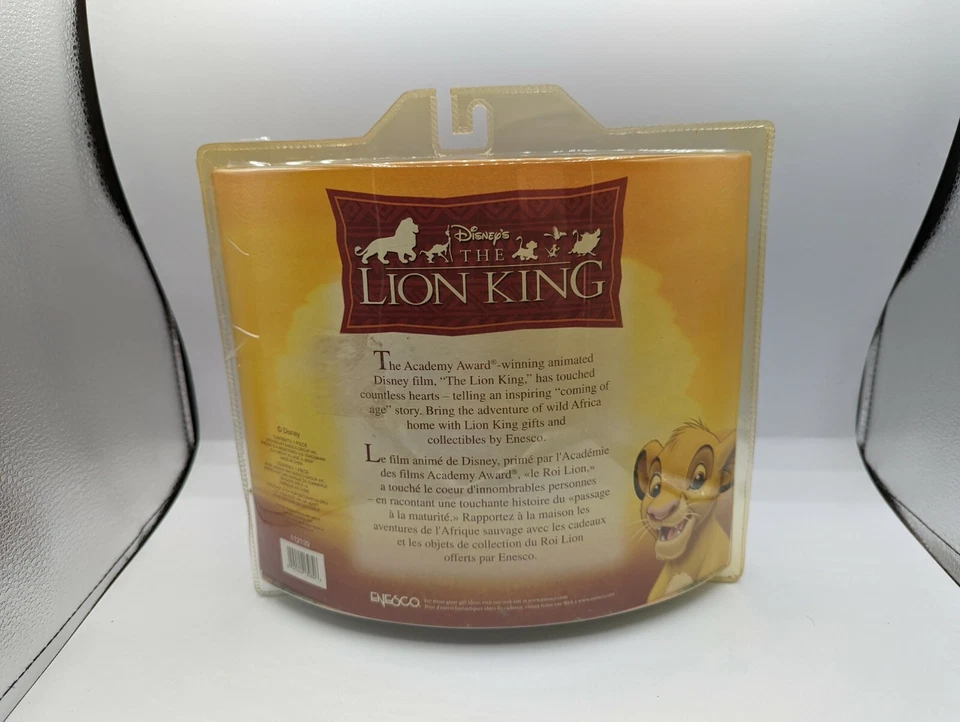 Disney's
THE
LION KING
The Academy Award®-winning animated
Disney film, "The Lion King," has touched
countless hearts – telling an inspiring "coming of
age" story. Bring the adventure of wild Africa
home with Lion King gifts and
collectibles by Enesco.
Le film animé de Disney, primé par l'Académie
des films Academy Award®, «le Roi Lion,»
a touché le coeur d'innombrables personnes
– en racontant une touchante histoire du «passage
à la maturité.» Rapportez à la maison les
aventures de l'Afrique sauvage avec les cadeaux
et les objets de collection du Roi Lion
offerts par Enesco.
© Disney
ENESCO